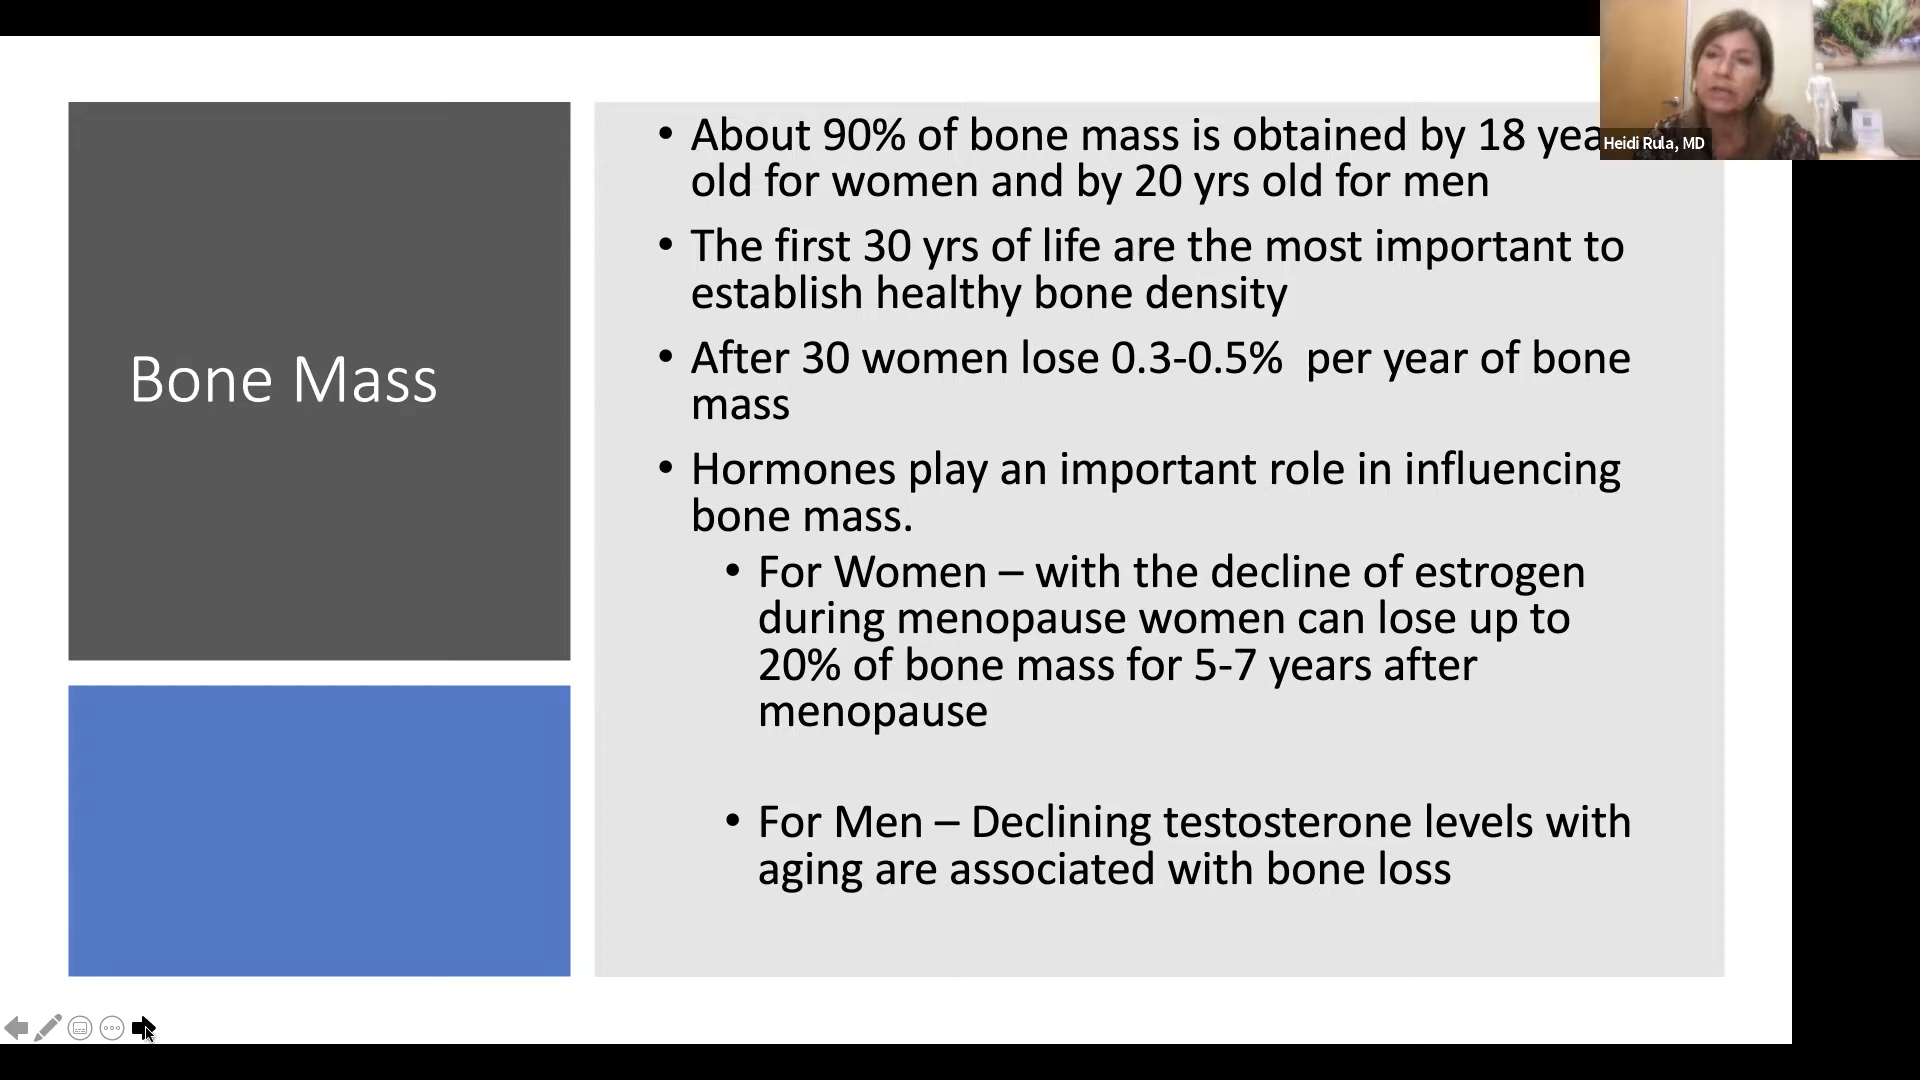 Bone Mass
• About 90% of bone mass is obtained by 18
old for women and by 20 yrs old for men
• The first 30 yrs of life are the most important to
establish healthy bone density
• After 30 women lose 0.3-0.5%  per year of bone
mass
• Hormones play an important role in influencing
bone mass.
• For Women – with the decline of estrogen
during menopause women can lose up to
20% of bone mass for 5-7 years after
menopause
• For Men – Declining testosterone levels with
aging are associated with bone loss
Heidi Rula, MD